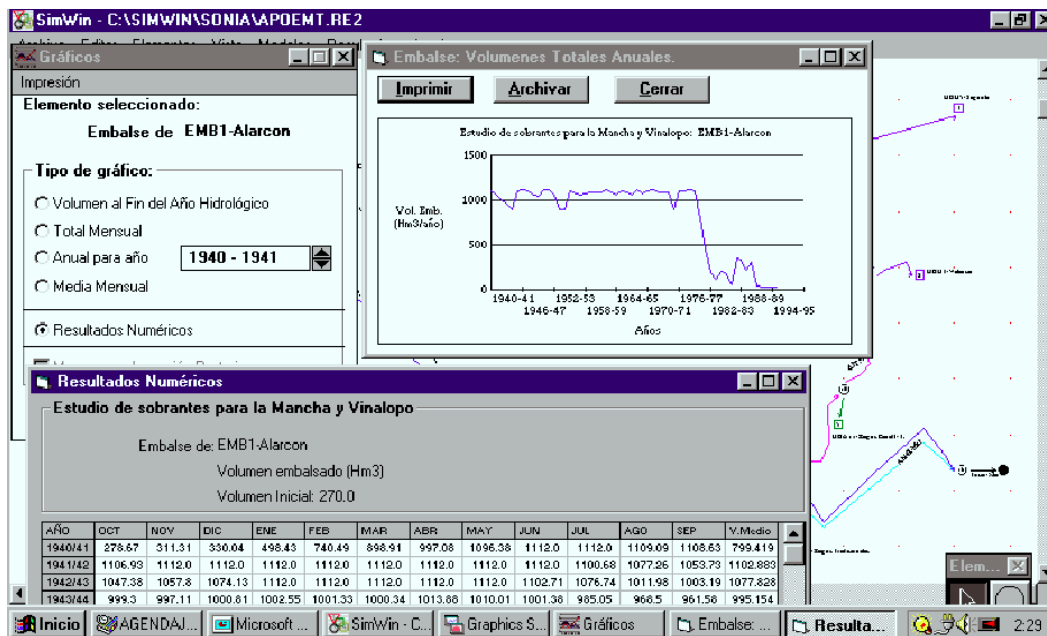 SimWin - C:\SIMWIN\SONIA\APOEMT.RE2
Gráficos
Impresión
Elemento seleccionado:
Embalse de EMB1-Alarcon
Tipo de gráfico:
Volumen al Fin del Año Hidrológico
Total Mensual
Anual para año 1940 - 1941
Media Mensual
Resultados Numéricos
Embalse: Volumenes Totales Anuales.
Imprimir Archivar Cerrar
Estudio de sobrantes para la Mancha y Vinalopo: EMB1-Alarcon
Vol. Emb.
(Hm3/año)
1500
1000
500
0
1940-41 1952-53 1964-65 1976-77 1988-89
1946-47 1958-59 1970-71 1982-83 1994-95
Años
Resultados Numéricos
Estudio de sobrantes para la Mancha y Vinalopo
Embalse de: EMB1-Alarcon
Volumen embalsado (Hm3)
Volumen Inicial: 270.0
AÑO OCT NOV DIC ENE FEB MAR ABR MAY JUN JUL AGO SEP V.Medio
1940/41 278.67 311.31 330.04 498.43 740.49 898.91 997.08 1096.38 1112.0 1112.0 1109.09 1108.63 799.419
1941/42 1106.93 1112.0 1112.0 1112.0 1112.0 1112.0 1112.0 1112.0 1112.0 1100.68 1077.26 1053.73 1102.883
1942/43 1047.38 1057.8 1074.13 1112.0 1112.0 1112.0 1112.0 1112.0 1102.71 1076.74 1011.98 1003.19 1077.828
1943/44 999.3 997.11 1000.81 1002.55 1001.33 1000.34 1013.88 1010.01 1001.38 985.05 968.5 961.58 995.154
Elem...
Inicio AGENDAJ... Microsoft ... SimWin - C... Graphics S... Gráficos Embalse: ... Resulta... 2:29